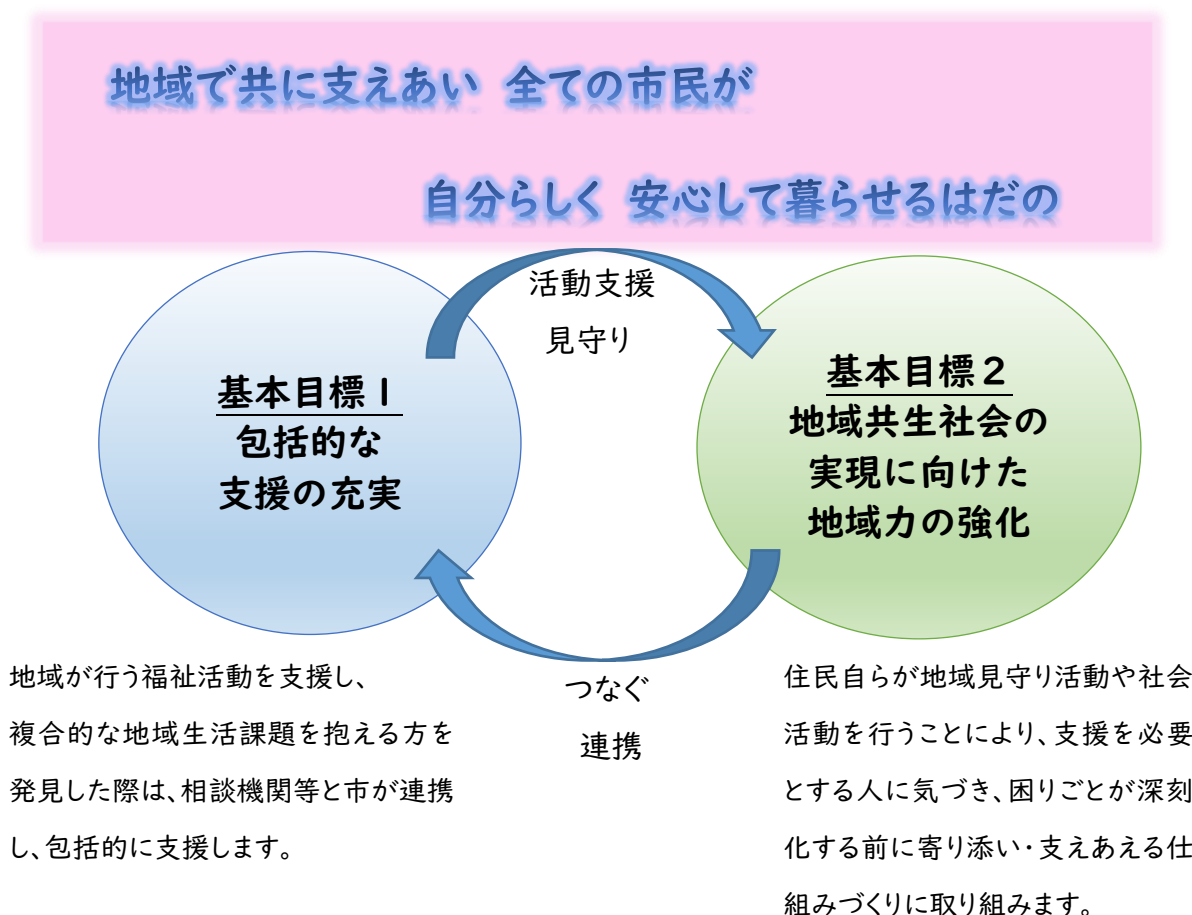 地域で共に支えあい 全ての市民が
自分らしく 安心して暮らせるはだの
活動支援
見守り
基本目標1
包括的な
支援の充実
基本目標2
地域共生社会の
実現に向けた
地域力の強化
つなぐ
連携
地域が行う福祉活動を支援し、
複合的な地域生活課題を抱える方を
発見した際は、相談機関等と市が連携
し、包括的に支援します。
住民自らが地域見守り活動や社会
活動を行うことにより、支援を必要
とする人に気づき、困りごとが深刻
化する前に寄り添い・支えあえる仕
組みづくりに取り組みます。